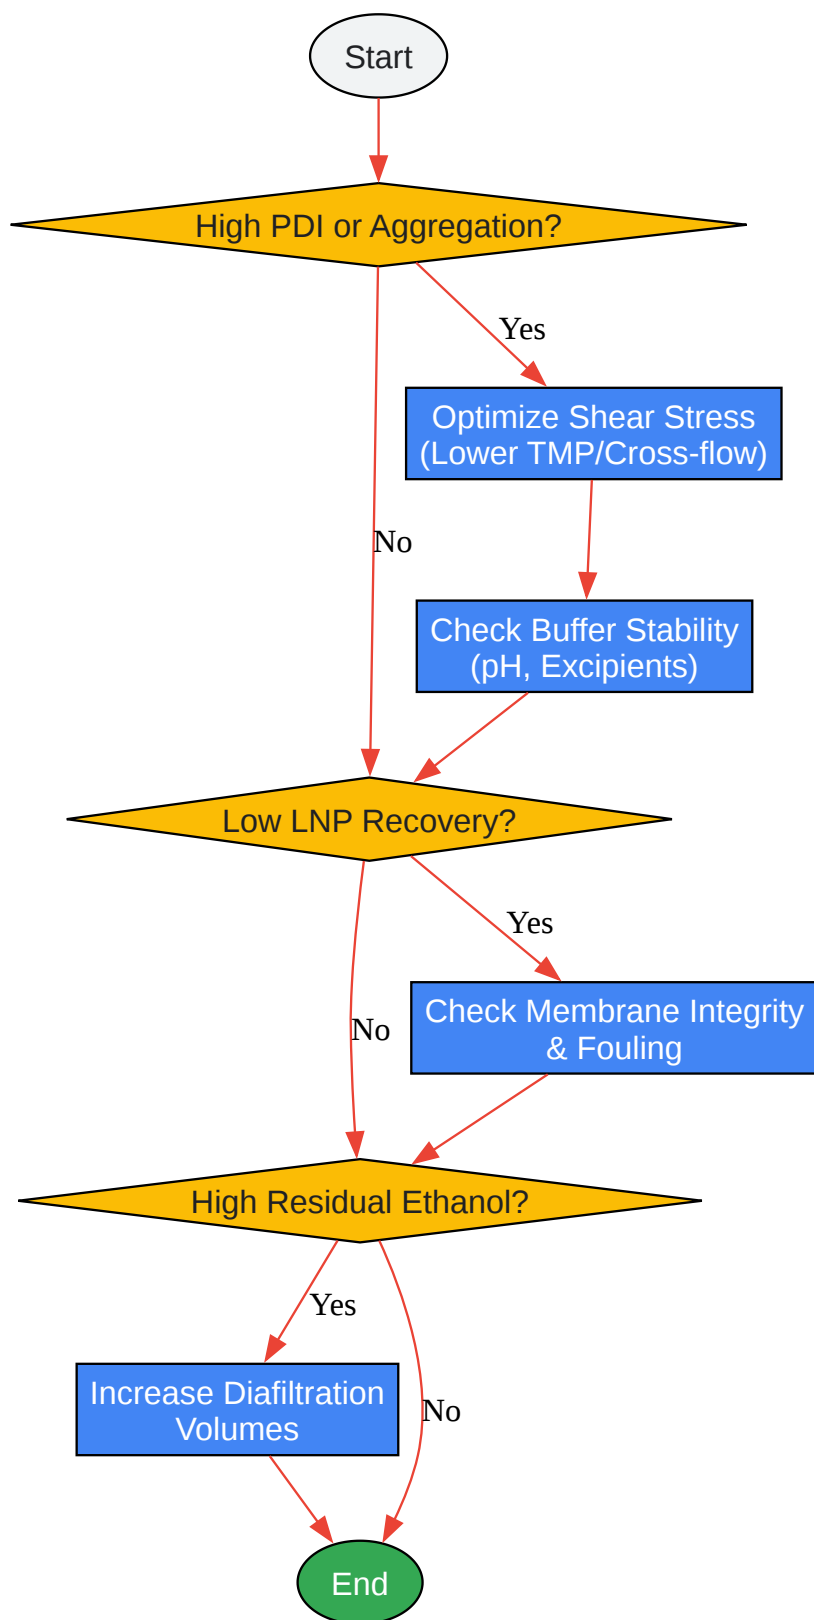 Start
High PDI or Aggregation?
Yes
Optimize Shear Stress
(Lower TMP/Cross-flow)
No
Check Buffer Stability
(pH, Excipients)
Low LNP Recovery?
Yes
Check Membrane Integrity
& Fouling
No
High Residual Ethanol?
Yes
Increase Diafiltration
Volumes
No
End